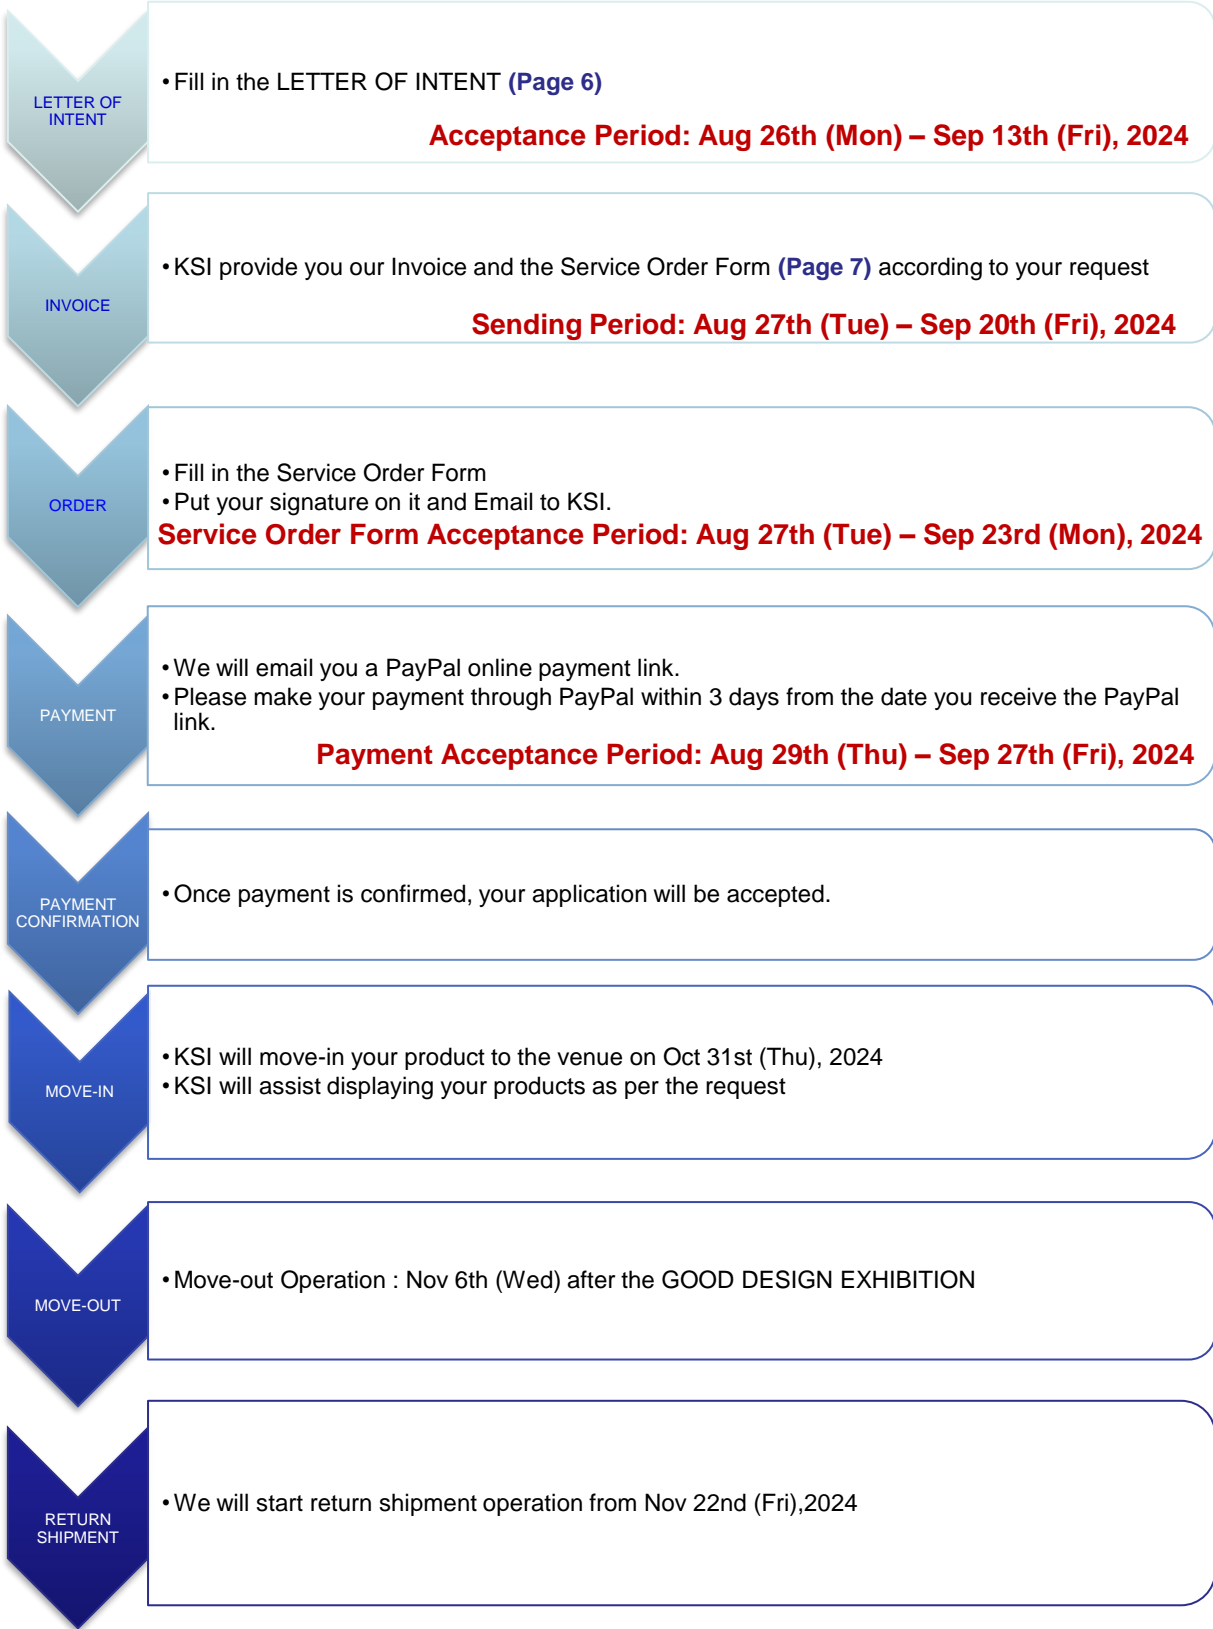 LETTER OF
INTENT
• Fill in the LETTER OF INTENT (Page 6)
Acceptance Period: Aug 26th (Mon) – Sep 13th (Fri), 2024
INVOICE
• KSI provide you our Invoice and the Service Order Form (Page 7) according to your request
Sending Period: Aug 27th (Tue) – Sep 20th (Fri), 2024
ORDER
• Fill in the Service Order Form
• Put your signature on it and Email to KSI.
Service Order Form Acceptance Period: Aug 27th (Tue) – Sep 23rd (Mon), 2024
PAYMENT
• We will email you a PayPal online payment link.
• Please make your payment through PayPal within 3 days from the date you receive the PayPal
link.
Payment Acceptance Period: Aug 29th (Thu) – Sep 27th (Fri), 2024
PAYMENT
CONFIRMATION
• Once payment is confirmed, your application will be accepted.
MOVE-IN
• KSI will move-in your product to the venue on Oct 31st (Thu), 2024
• KSI will assist displaying your products as per the request
MOVE-OUT
• Move-out Operation : Nov 6th (Wed) after the GOOD DESIGN EXHIBITION
RETURN
SHIPMENT
• We will start return shipment operation from Nov 22nd (Fri),2024